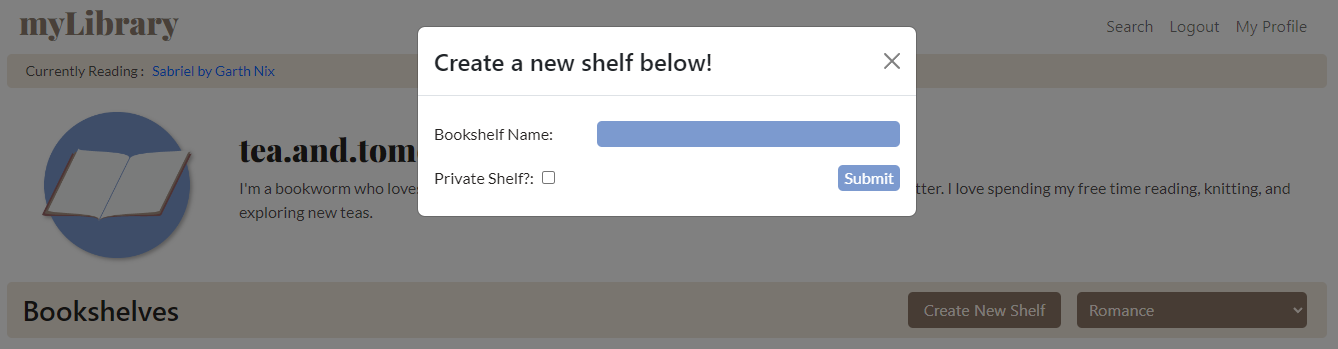 myLibrary
Search Logout My Profile
Currently Reading : Sabriel by Garth Nix
Create a new shelf below!
Bookshelf Name:
Private Shelf?:
Submit
tea.and.tom
I'm a bookworm who loves tter. I love spending my free time reading, knitting, and
exploring new teas.
Bookshelves
Create New Shelf
Romance